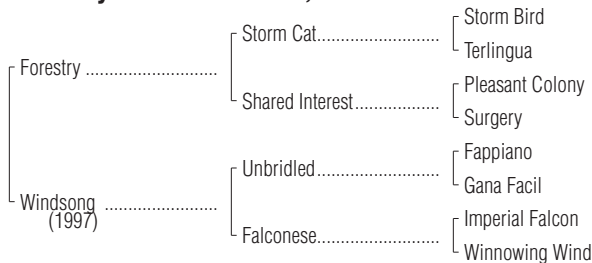 Storm Bird
Storm Cat........................................
Terlingua
Forestry ............................................
Pleasant Colony
Shared Interest...........................
Surgery
Fappiano
Unbridled........................................
Gana Facil
Windsong .....................................
(1997)
Imperial Falcon
Falconese........................................
Winnowing Wind